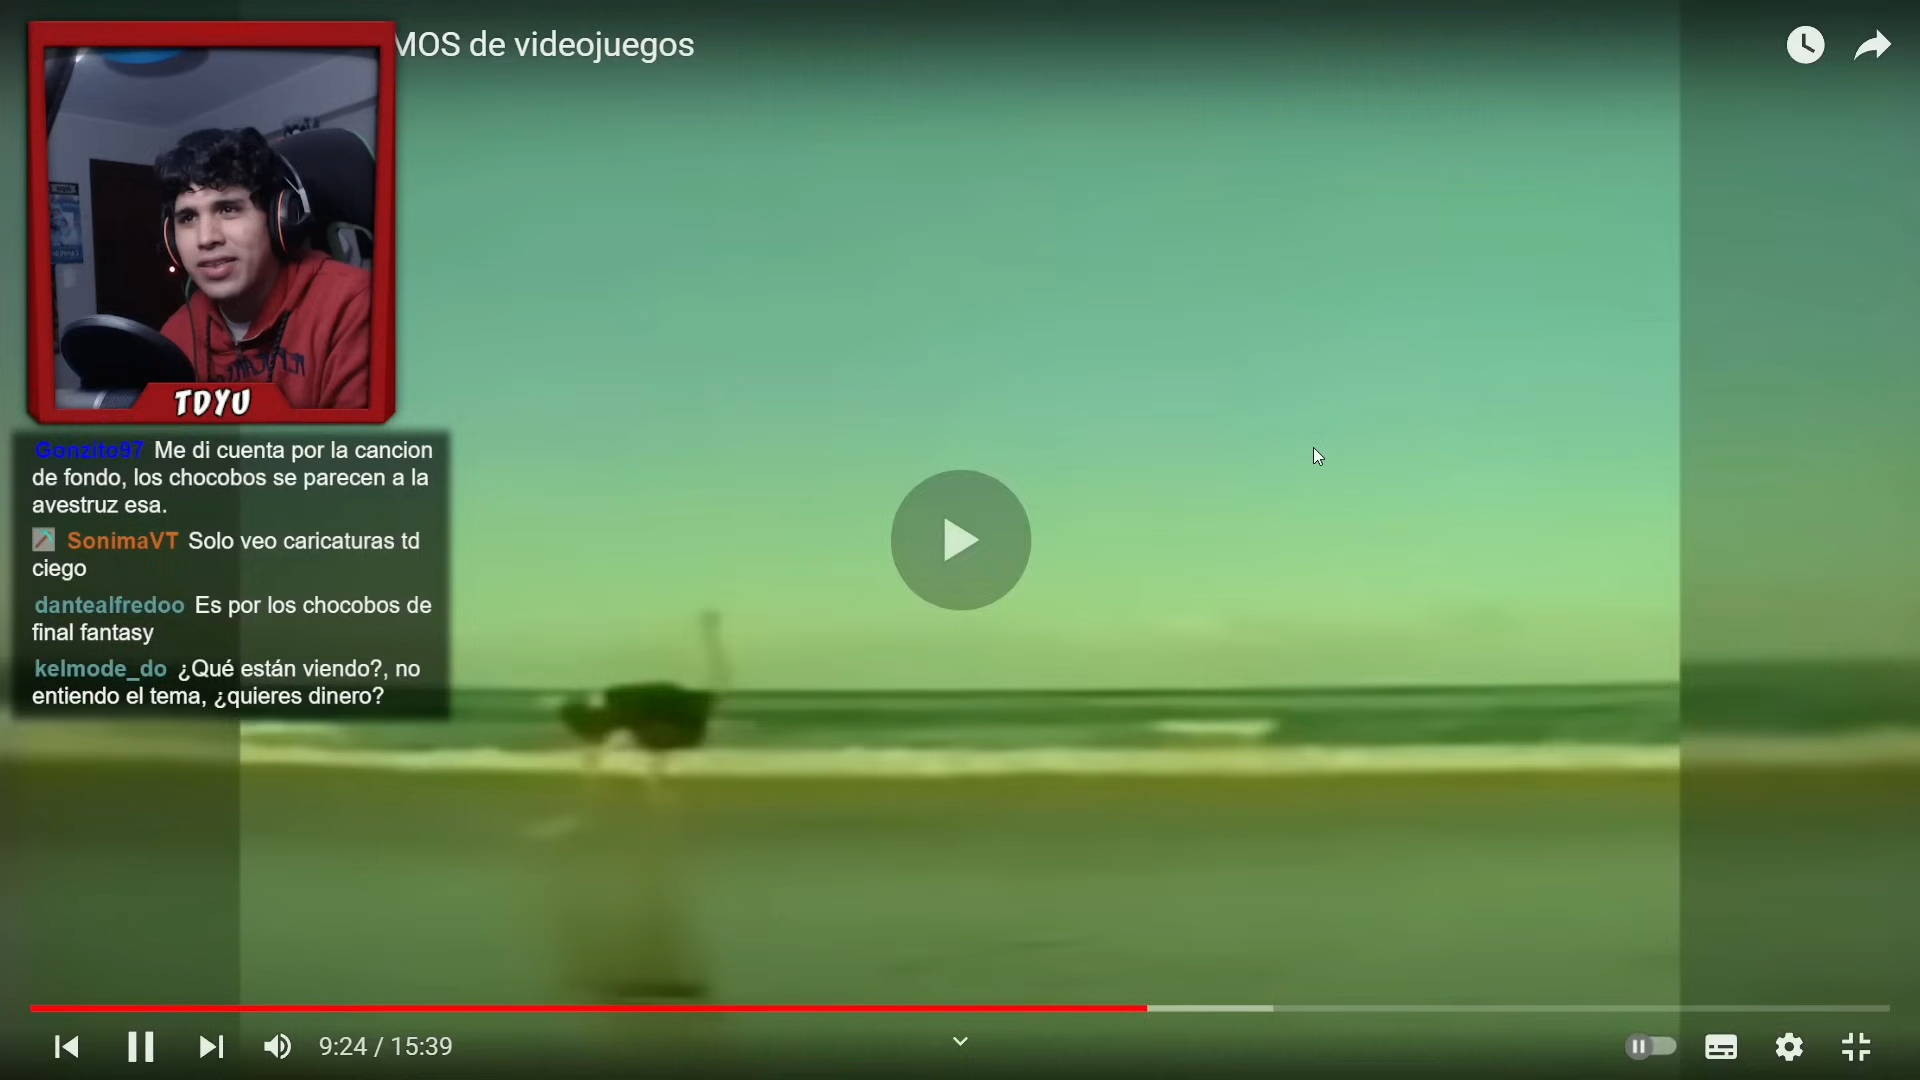 MOS de videojuegos
TDYU
Gonzito97 Me di cuenta por la cancion
de fondo, los chocobos se parecen a la
avestruz esa.
SonimaVT Solo veo caricaturas td
ciego
dantealfredoo Es por los chocobos de
final fantasy
kelmode_do ¿Qué están viendo?, no
entiendo el tema, ¿quieres dinero?
9:24 / 15:39